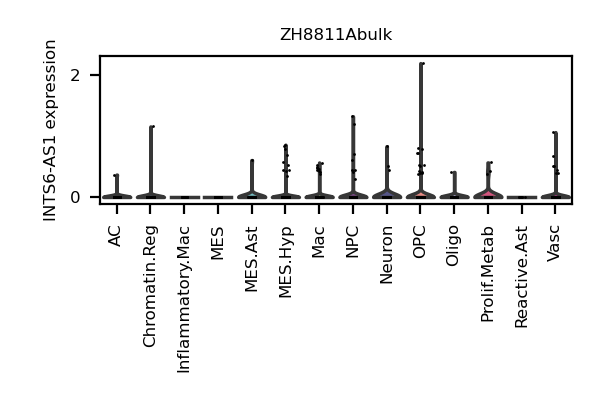 ZH8811Abulk
INTS6-AS1 expression
2
0
AC
Chromatin.Reg
Inflammatory.Mac
MES
MES.Ast
MES.Hyp
Mac
NPC
Neuron
OPC
Oligo
Prolif.Metab
Reactive.Ast
Vasc